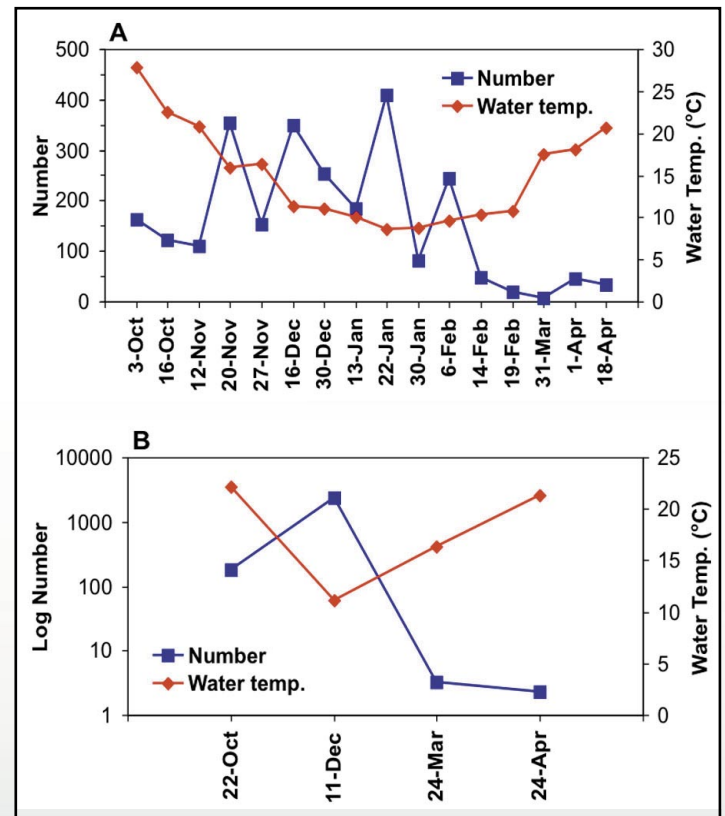 A
500
400
300
200
100
0
Number
30
25
20
15
10
5
0
Water Temp. (°C)
Number
Water temp.
3-Oct
16-Oct
12-Nov
20-Nov
27-Nov
16-Dec
30-Dec
13-Jan
22-Jan
30-Jan
6-Feb
14-Feb
19-Feb
31-Mar
1-Apr
18-Apr
B
10000
1000
100
10
1
Log Number
25
20
15
10
5
0
Water Temp. (°C)
Number
Water temp.
22-Oct
11-Dec
24-Mar
24-Apr